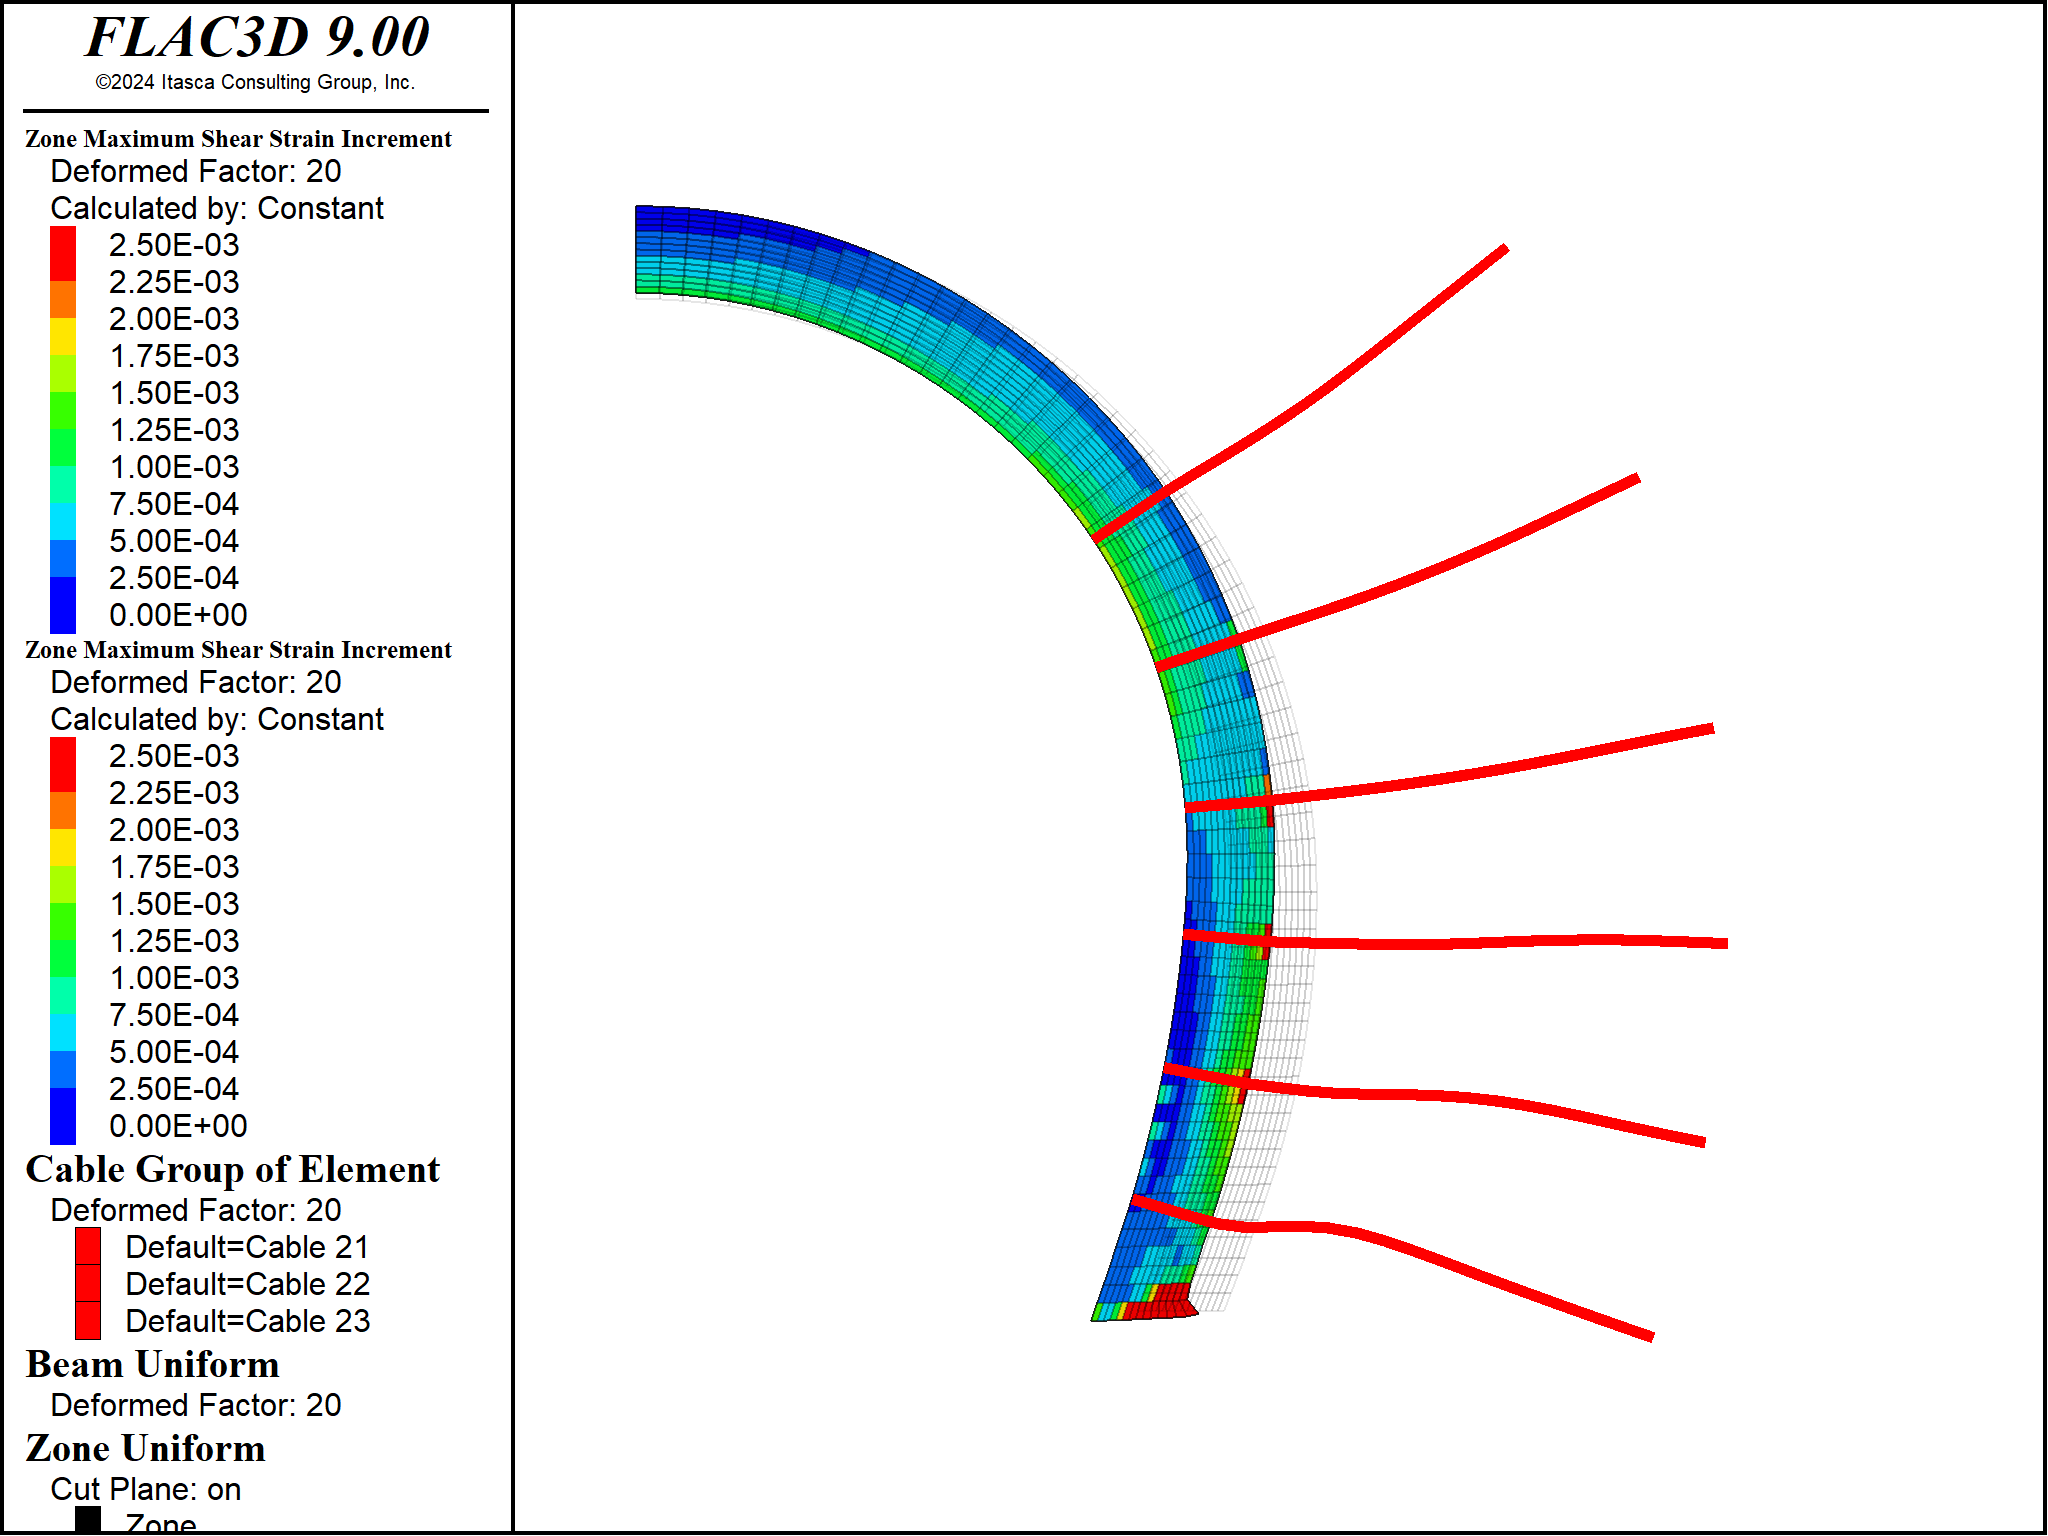 FLAC3D 9.00
©2024 Itasca Consulting Group, Inc.
Zone Maximum Shear Strain Increment
Deformed Factor: 20
Calculated by: Constant
2.50E-03
2.25E-03
2.00E-03
1.75E-03
1.50E-03
1.25E-03
1.00E-03
7.50E-04
5.00E-04
2.50E-04
0.00E+00
Zone Maximum Shear Strain Increment
Deformed Factor: 20
Calculated by: Constant
2.50E-03
2.25E-03
2.00E-03
1.75E-03
1.50E-03
1.25E-03
1.00E-03
7.50E-04
5.00E-04
2.50E-04
0.00E+00
Cable Group of Element
Deformed Factor: 20
Default=Cable 21
Default=Cable 22
Default=Cable 23
Beam Uniform
Deformed Factor: 20
Zone Uniform
Cut Plane: on
Zone